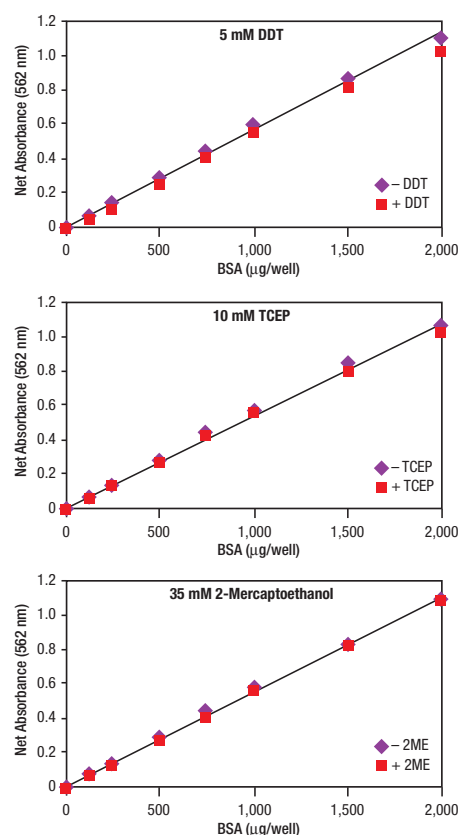 5 mM DDT
Net Absorbance (562 nm)
1.2
1.0
0.8
0.6
0.4
0.2
0
– DDT
+ DDT
0 500 1,000 1,500 2,000
BSA (µg/well)
10 mM TCEP
Net Absorbance (562 nm)
1.2
1.0
0.8
0.6
0.4
0.2
0
– TCEP
+ TCEP
0 500 1,000 1,500 2,000
BSA (µg/well)
35 mM 2-Mercaptoethanol
Net Absorbance (562 nm)
1.2
1.0
0.8
0.6
0.4
0.2
0
– 2ME
+ 2ME
0 500 1,000 1,500 2,000
BSA (µg/well)